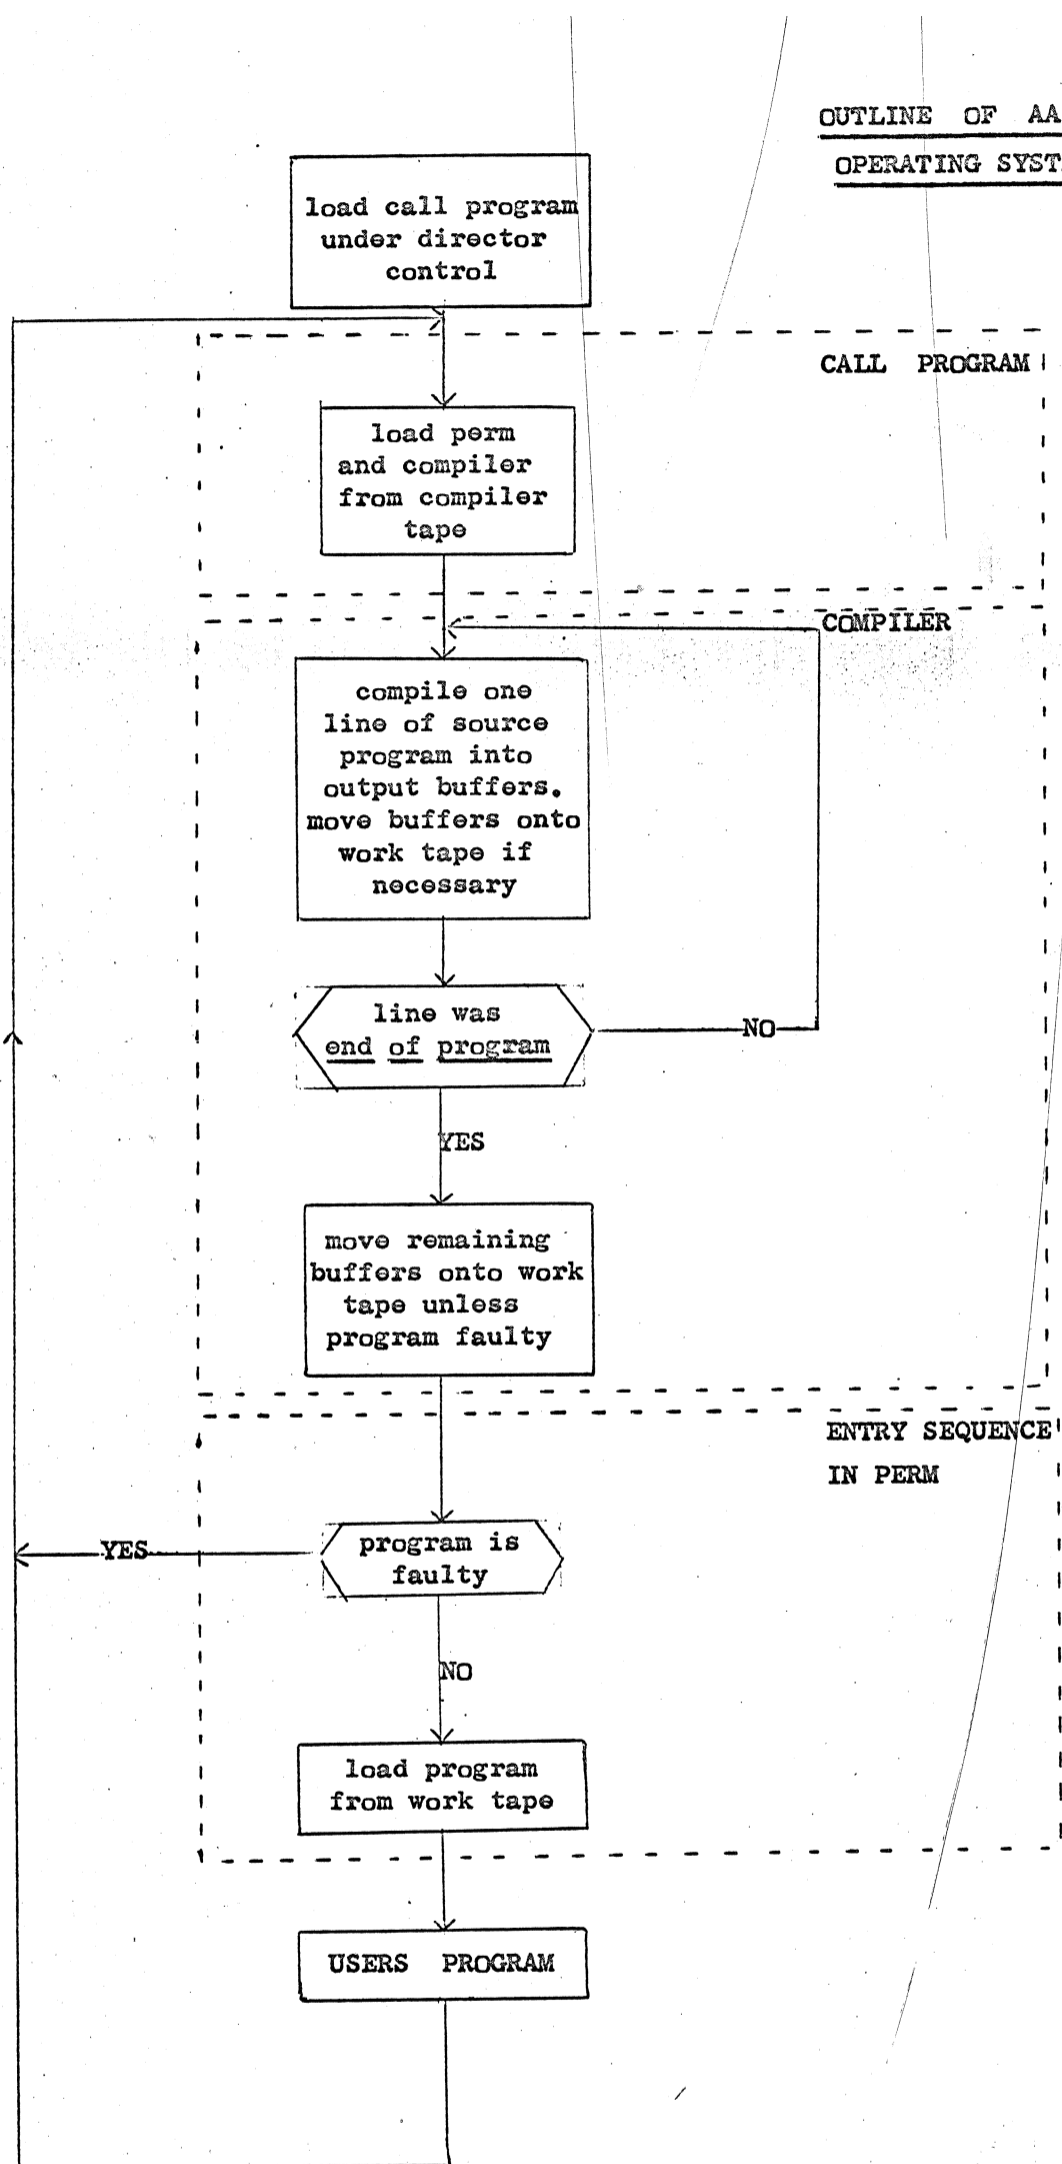 OUTLINE OF AA
OPERATING SYST
load call program
under director
control
CALL PROGRAM
load perm
and compiler
from compiler
tape
COMPILER
compile one
line of source
program into
output buffers.
move buffers onto
work tape if
necessary
line was
end of program
NO
YES
move remaining
buffers onto work
tape unless
program faulty
ENTRY SEQUENCE
IN PERM
program is
faulty
YES
NO
load program
from work tape
USERS PROGRAM